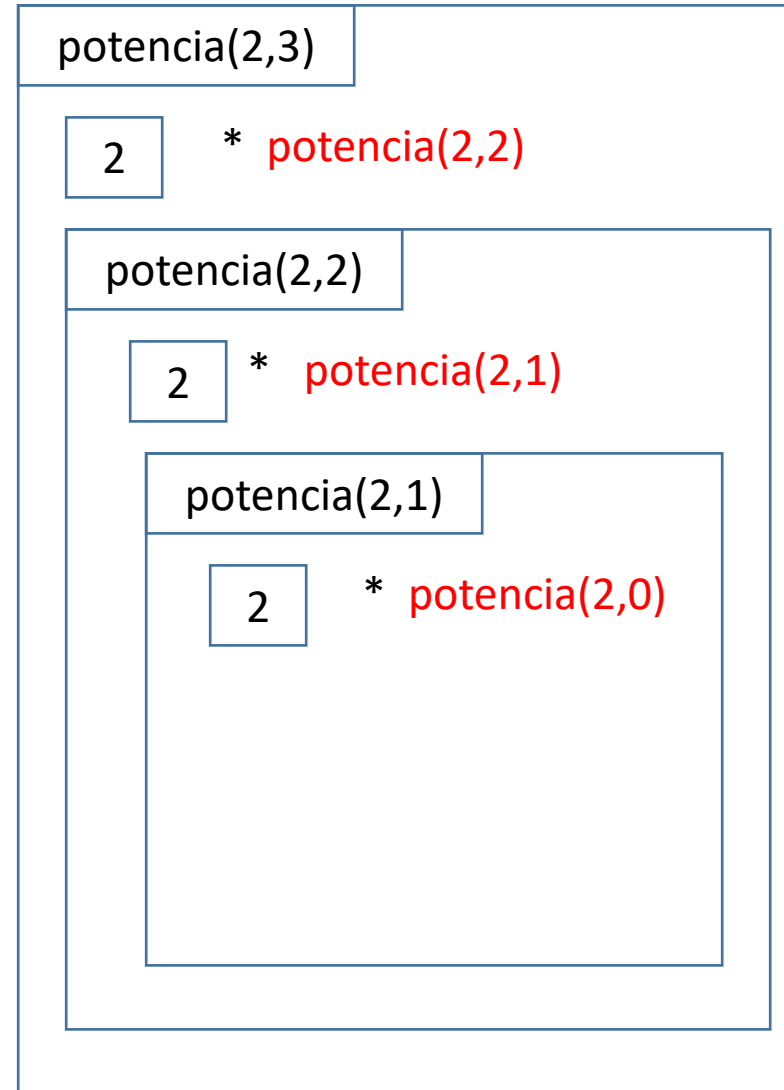 potencia(2,3)
2 * potencia(2,2)
potencia(2,2)
2 * potencia(2,1)
potencia(2,1)
2 * potencia(2,0)